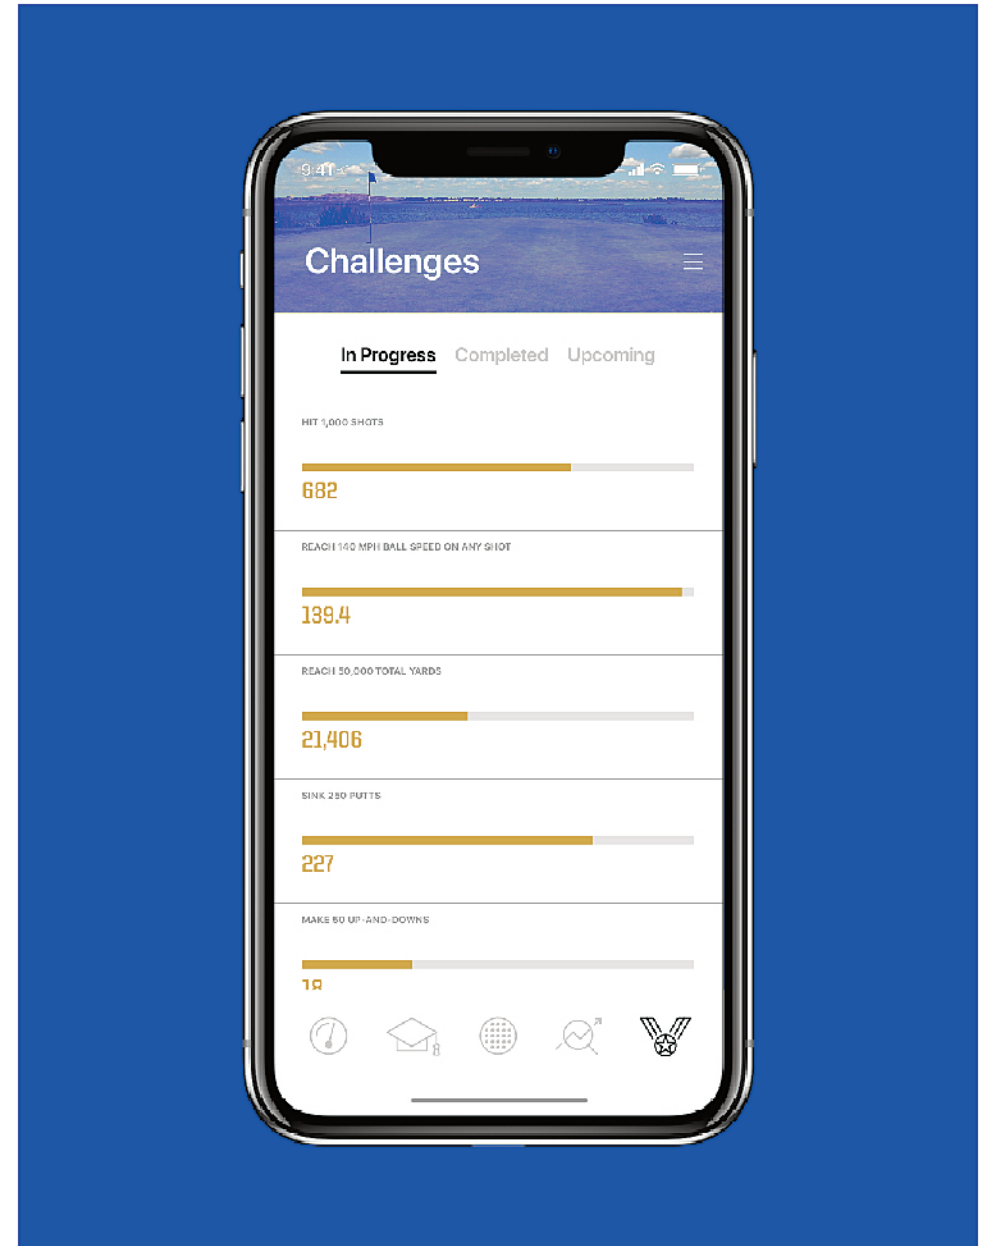 9:41
Challenges
In Progress Completed Upcoming
HIT 1,000 SHOTS
682
REACH 140 MPH BALL SPEED ON ANY SHOT
139.4
REACH 50,000 TOTAL YARDS
21,406
SINK 250 PUTTS
227
MAKE 50 UP-AND-DOWNS
18